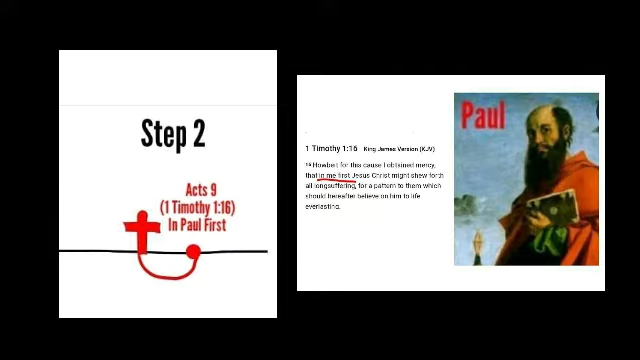 Step 2
Acts 9
(1 Timothy 1:16)
In Paul First
1 Timothy 1:16 King James Version (KJV)
16 Howbeit for this cause I obtained mercy,
that in me first Jesus Christ might shew forth
all longsuffering, for a pattern to them which
should hereafter believe on him to life
everlasting.
Paul